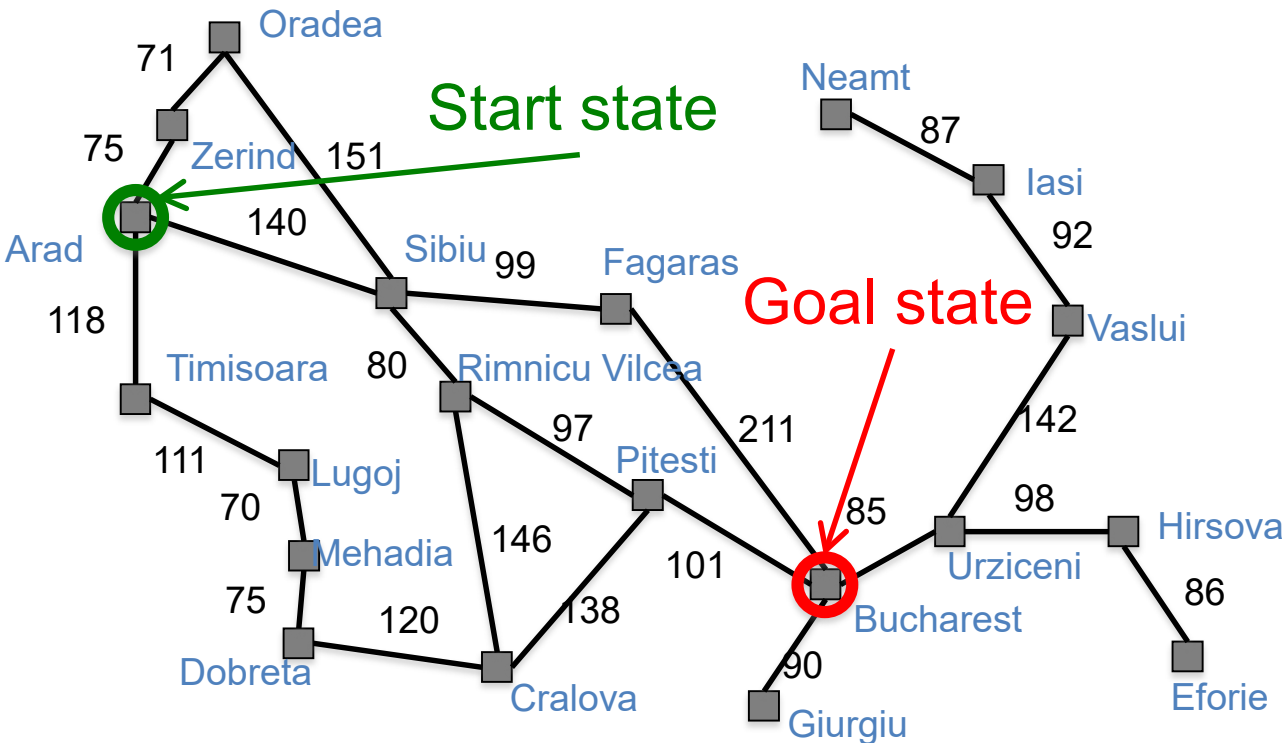 Oradea
71
Neamt
Start state
87
75
Zerind
151
Iasi
140
92
Arad
Sibiu
99
Fagaras
Goal state
118
Vaslui
80
Timisoara
Rimnicu Vilcea
97
211
142
111
Pitesti
Lugoj
70
85
98
Hirsova
146
Mehadia
101
Urziceni
75
120
138
86
Bucharest
Dobreta
90
Cralova
Eforie
Giurgiu